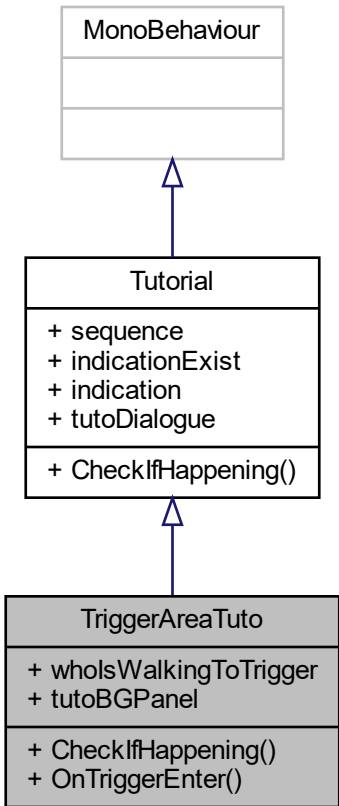 MonoBehaviour
Tutorial
+ sequence
+ indicationExist
+ indication
+ tutoDialogue
+ CheckIfHappening()
TriggerAreaTuto
+ whoIsWalkingToTrigger
+ tutoBGPanel
+ CheckIfHappening()
+ OnTriggerEnter()